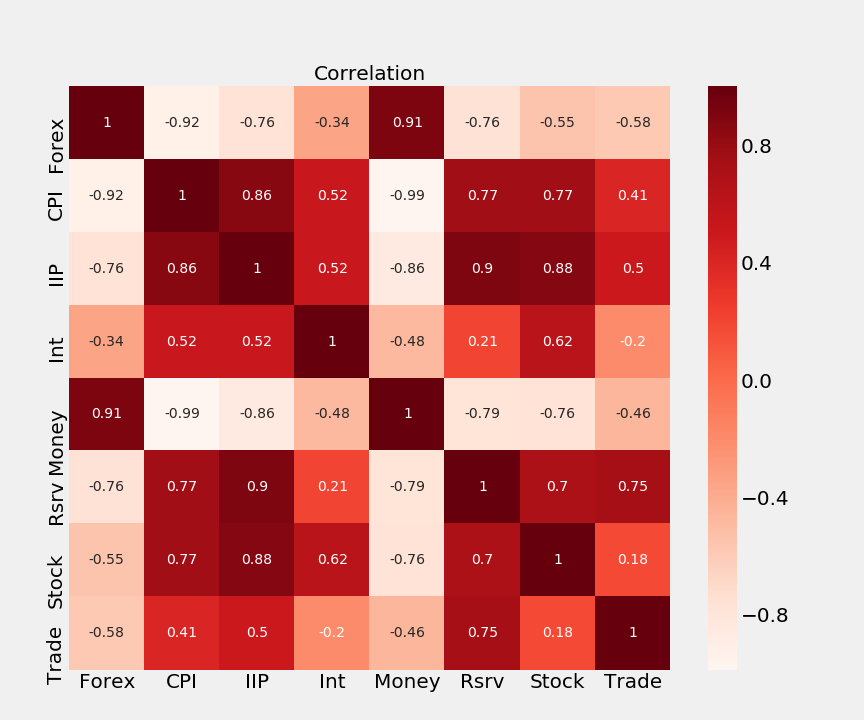 Correlation
Forex 1 -0.92 -0.76 -0.34 0.91 -0.76 -0.55 -0.58
CPI -0.92 1 0.86 0.52 -0.99 0.77 0.77 0.41
IIP -0.76 0.86 1 0.52 -0.86 0.9 0.88 0.5
Int -0.34 0.52 0.52 1 -0.48 0.21 0.62 -0.2
Money 0.91 -0.99 -0.86 -0.48 1 -0.79 -0.76 -0.46
Rsrv -0.76 0.77 0.9 0.21 -0.79 1 0.7 0.75
Stock -0.55 0.77 0.88 0.62 -0.76 0.7 1 0.18
Trade -0.58 0.41 0.5 -0.2 -0.46 0.75 0.18 1
Forex CPI IIP Int Money Rsrv Stock Trade
0.8
0.4
0.0
−0.4
−0.8